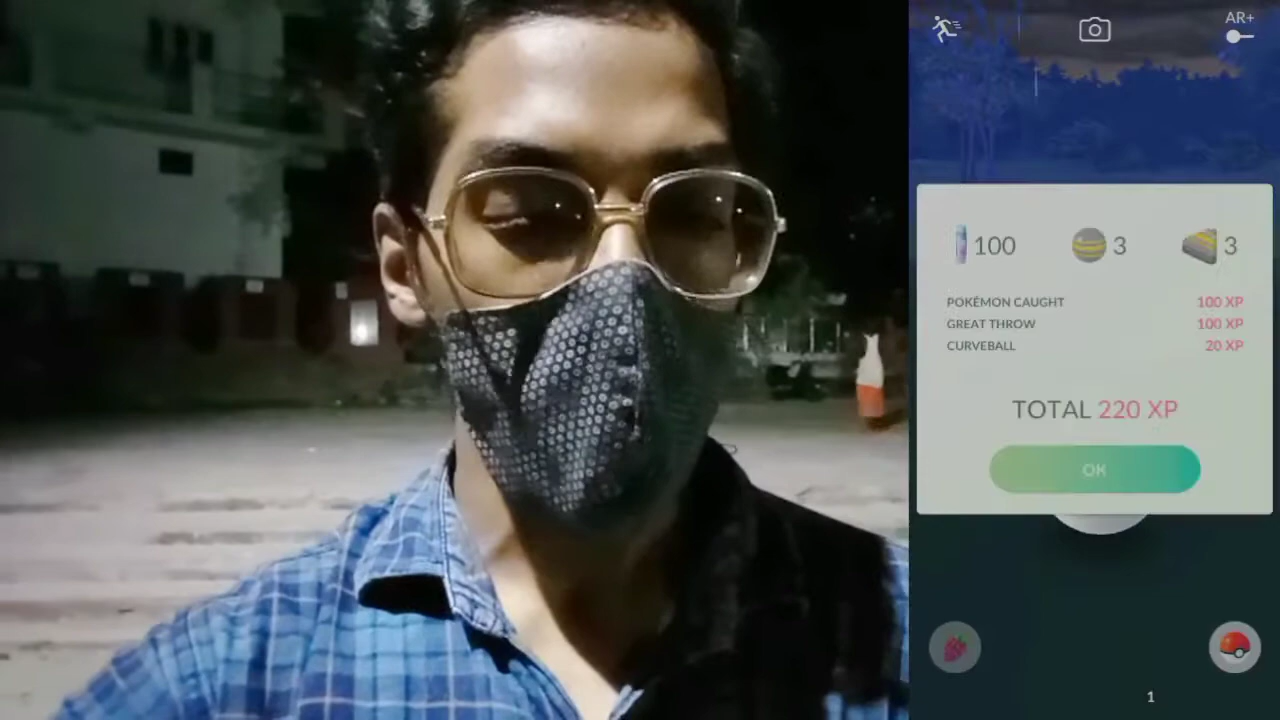 AR+
100 3 3
POKÉMON CAUGHT 100 XP
GREAT THROW 100 XP
CURVEBALL 20 XP
TOTAL 220 XP
OK
1